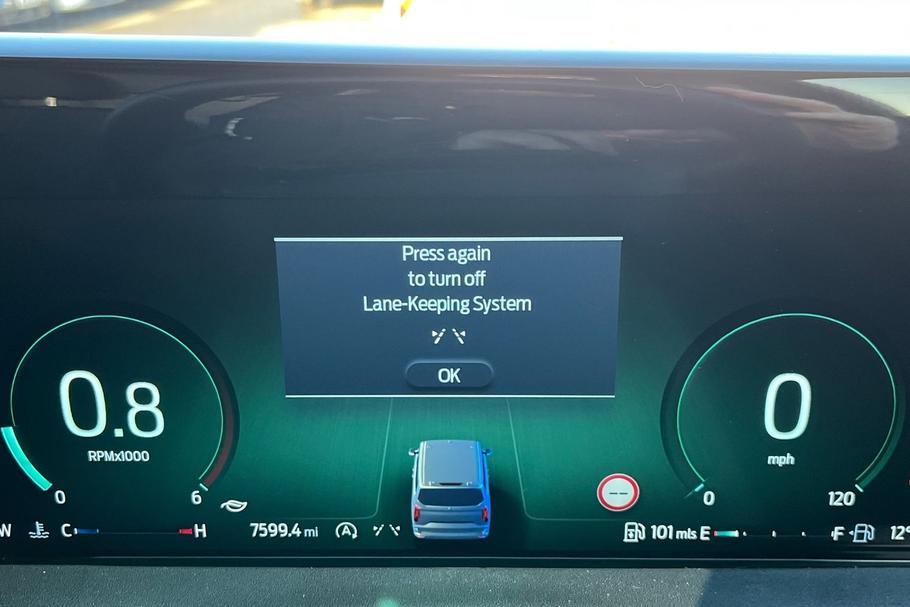 Press again
to turn off
Lane-Keeping System
OK
0.8
RPMx1000
0
6
0
mph
0
120
--
W
C
H
7599.4 mi
A
101 mls
E
F
12°